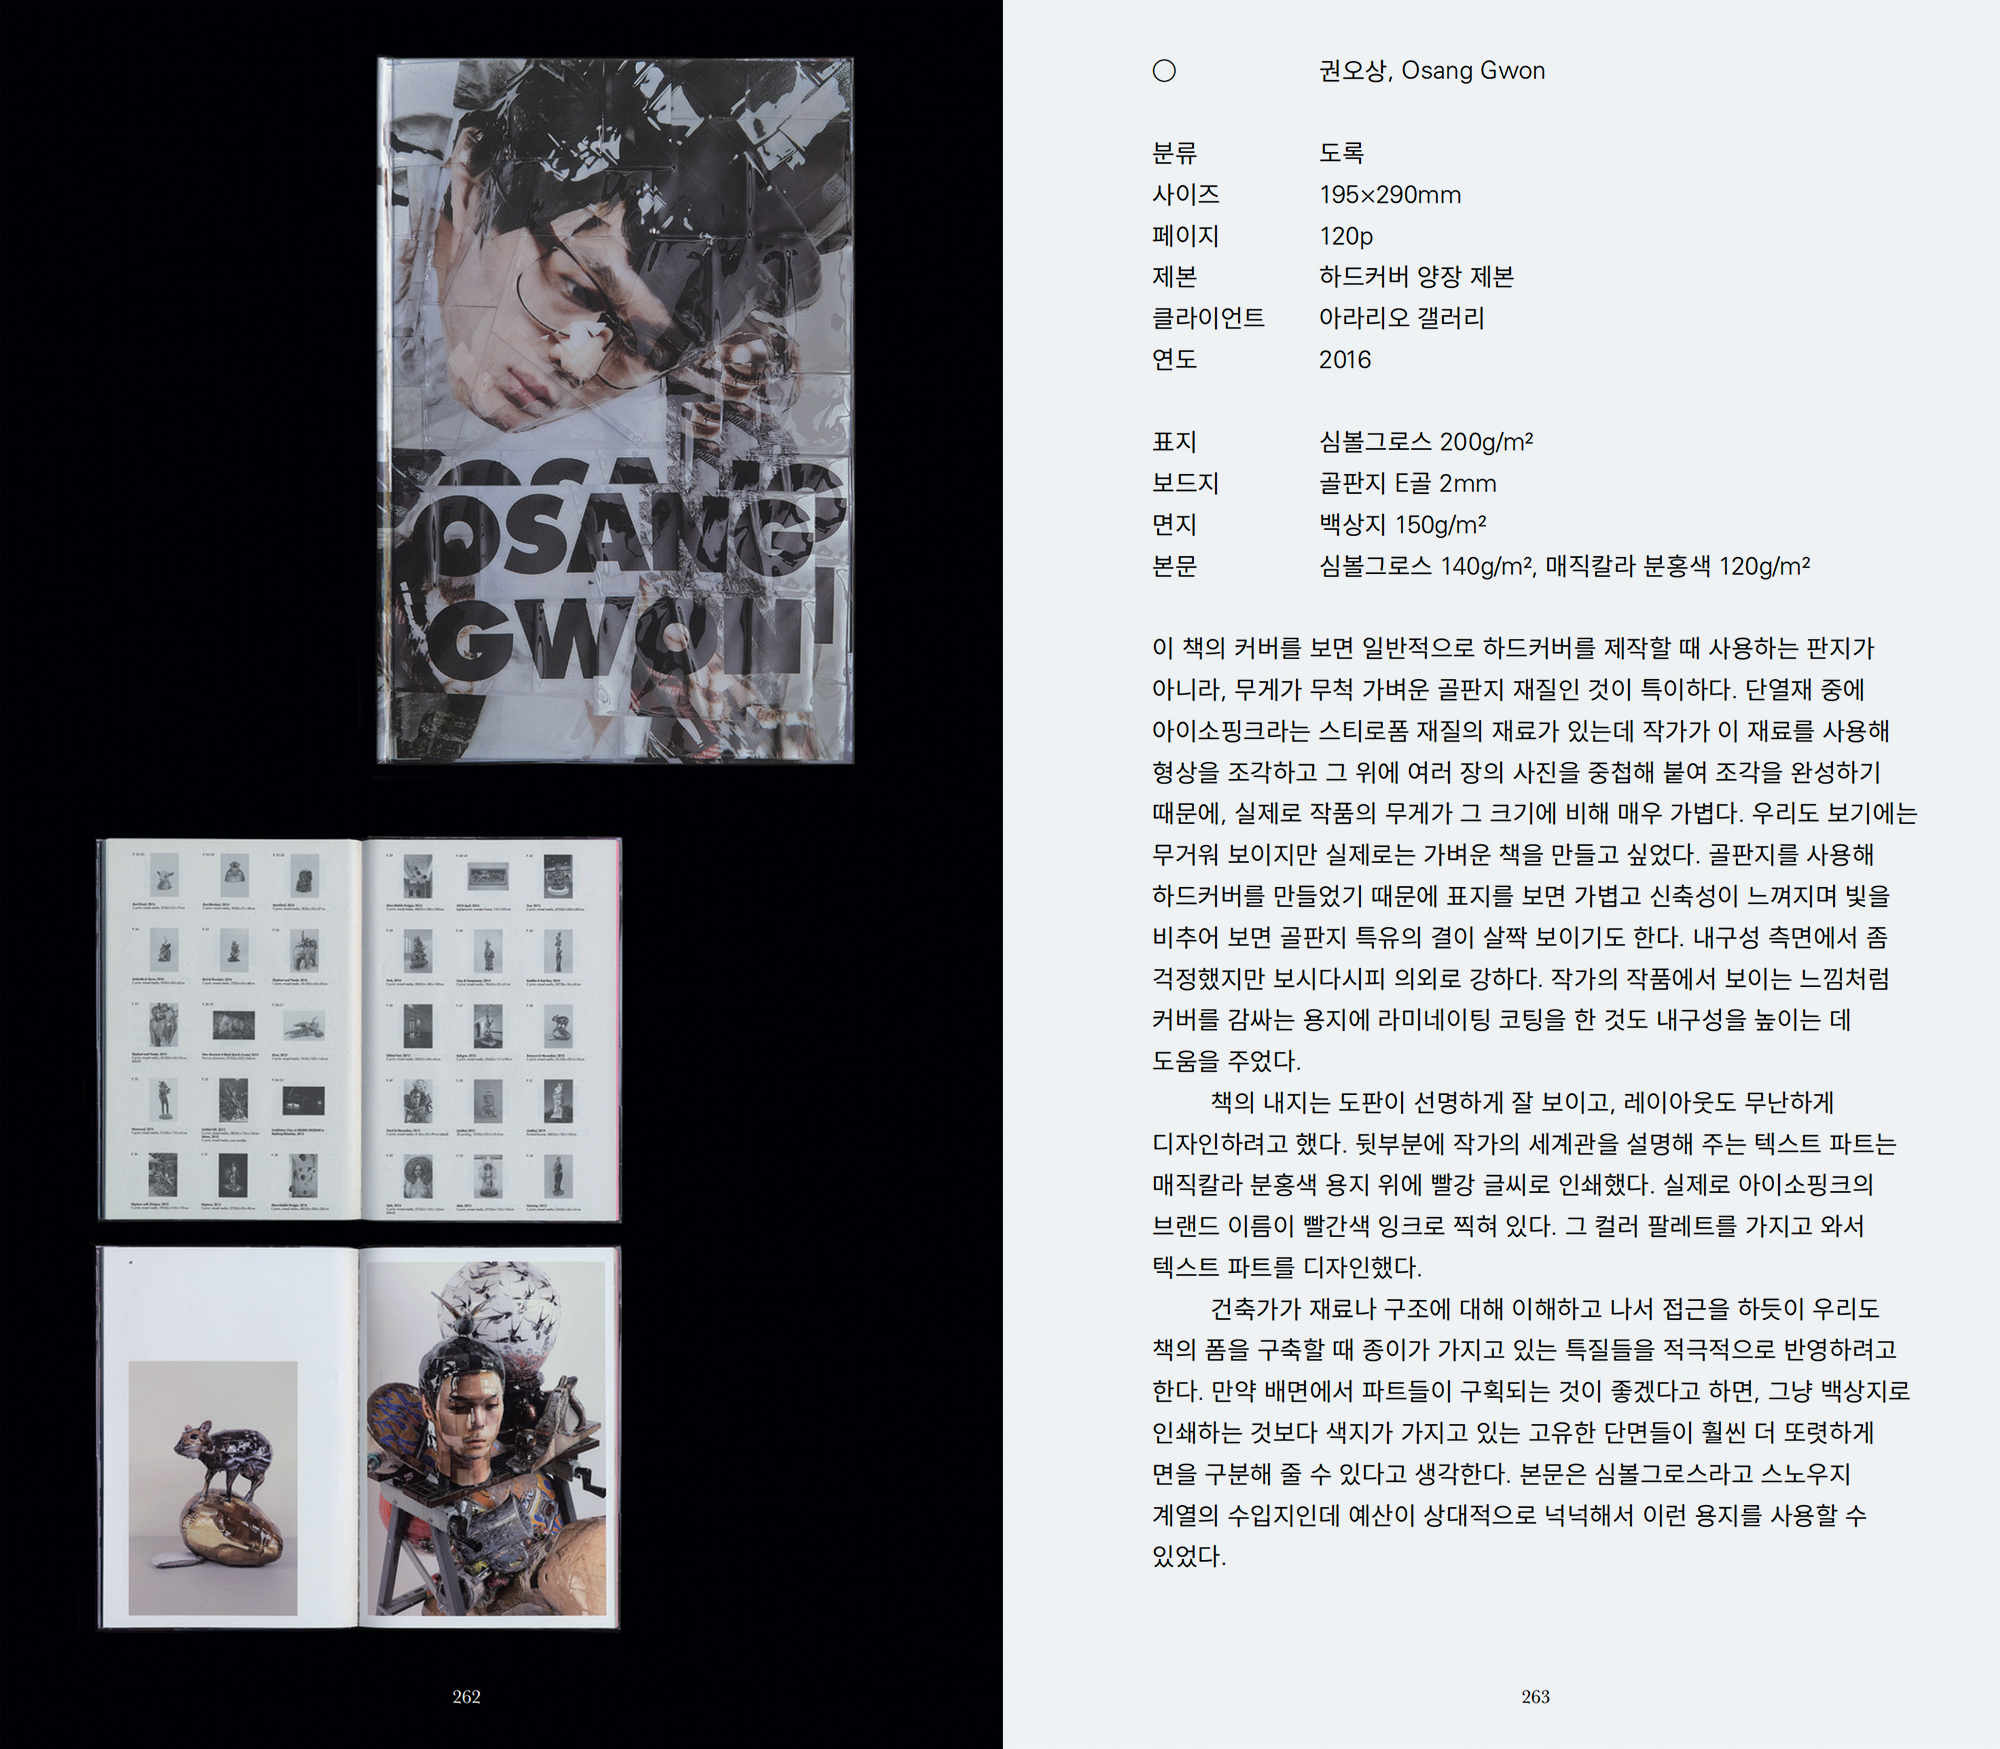 OSANG
OSANG
GWON
262
○ 권오상, Osang Gwon
분류 도록
사이즈 195×290mm
페이지 120p
제본 하드커버 양장 제본
클라이언트 아라리오 갤러리
연도 2016
표지 심볼그로스 200g/m²
보드지 골판지 E골 2mm
면지 백상지 150g/m²
본문 심볼그로스 140g/m², 매직칼라 분홍색 120g/m²
이 책의 커버를 보면 일반적으로 하드커버를 제작할 때 사용하는 판지가
아니라, 무게가 무척 가벼운 골판지 재질인 것이 특이하다. 단열재 중에
아이소핑크라는 스티로폼 재질의 재료가 있는데 작가가 이 재료를 사용해
형상을 조각하고 그 위에 여러 장의 사진을 중첩해 붙여 조각을 완성하기
때문에, 실제로 작품의 무게가 그 크기에 비해 매우 가볍다. 우리도 보기에는
무거워 보이지만 실제로는 가벼운 책을 만들고 싶었다. 골판지를 사용해
하드커버를 만들었기 때문에 표지를 보면 가볍고 신축성이 느껴지며 빛을
비추어 보면 골판지 특유의 결이 살짝 보이기도 한다. 내구성 측면에서 좀
걱정했지만 보시다시피 의외로 강하다. 작가의 작품에서 보이는 느낌처럼
커버를 감싸는 용지에 라미네이팅 코팅을 한 것도 내구성을 높이는 데
도움을 주었다.
책의 내지는 도판이 선명하게 잘 보이고, 레이아웃도 무난하게
디자인하려고 했다. 뒷부분에 작가의 세계관을 설명해 주는 텍스트 파트는
매직칼라 분홍색 용지 위에 빨강 글씨로 인쇄했다. 실제로 아이소핑크의
브랜드 이름이 빨간색 잉크로 찍혀 있다. 그 컬러 팔레트를 가지고 와서
텍스트 파트를 디자인했다.
건축가가 재료나 구조에 대해 이해하고 나서 접근을 하듯이 우리도
책의 폼을 구축할 때 종이가 가지고 있는 특질들을 적극적으로 반영하려고
한다. 만약 배면에서 파트들이 구획되는 것이 좋겠다고 하면, 그냥 백상지로
인쇄하는 것보다 색지가 가지고 있는 고유한 단면들이 훨씬 더 또렷하게
면을 구분해 줄 수 있다고 생각한다. 본문은 심볼그로스라고 스노우지
계열의 수입지인데 예산이 상대적으로 넉넉해서 이런 용지를 사용할 수
있었다.
263